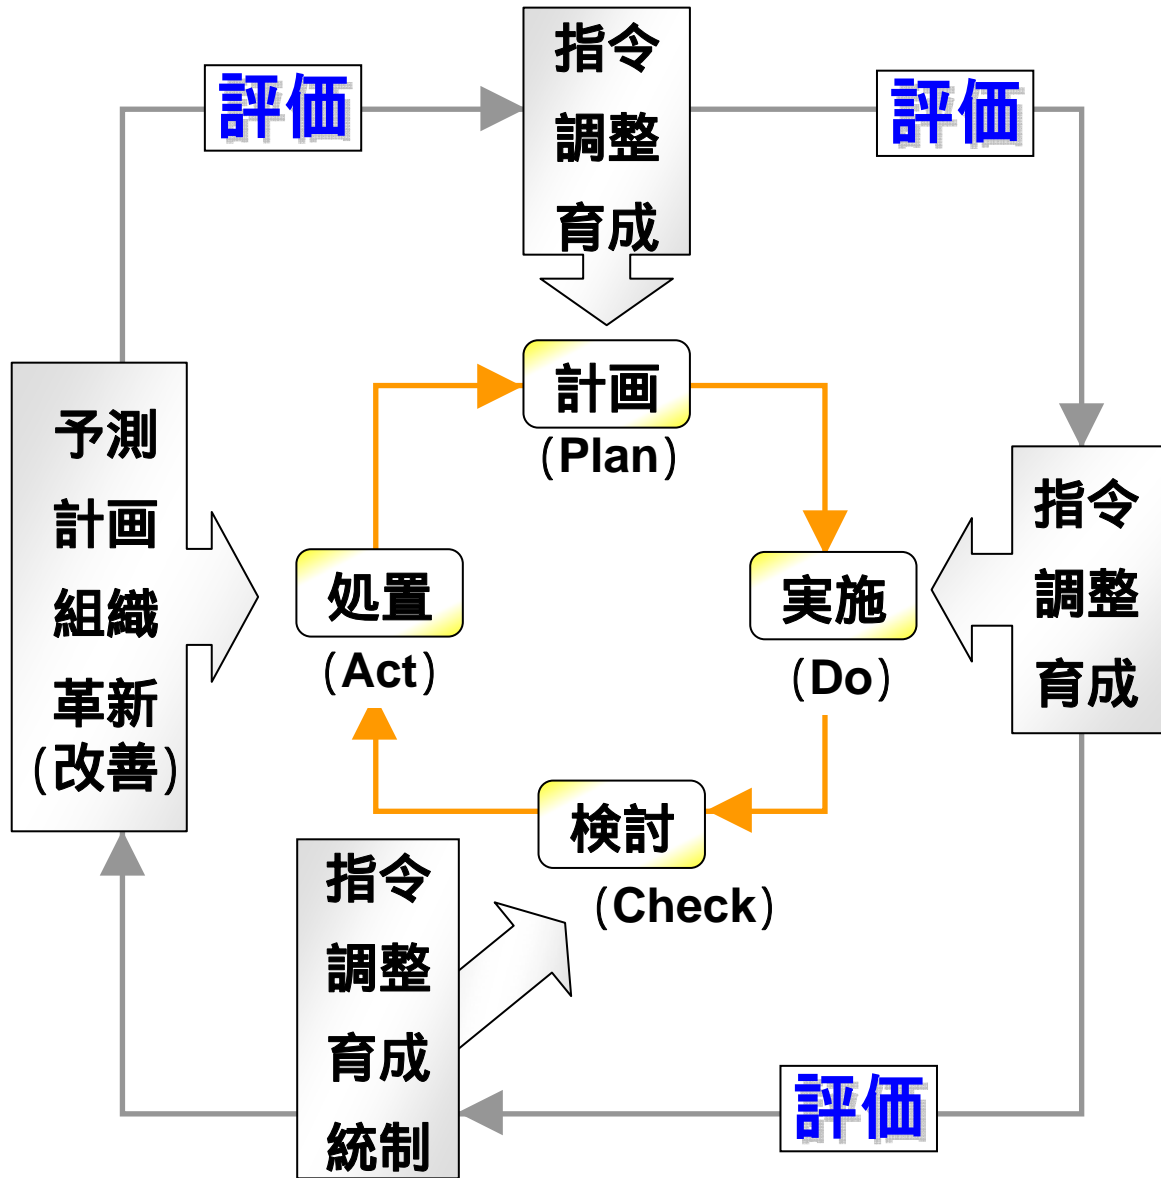 指令
調整
育成
評価
評価
計画
(Plan)
予測
計画
組織
革新
(改善)
処置
(Act)
実施
(Do)
指令
調整
育成
検討
(Check)
指令
調整
育成
統制
評価